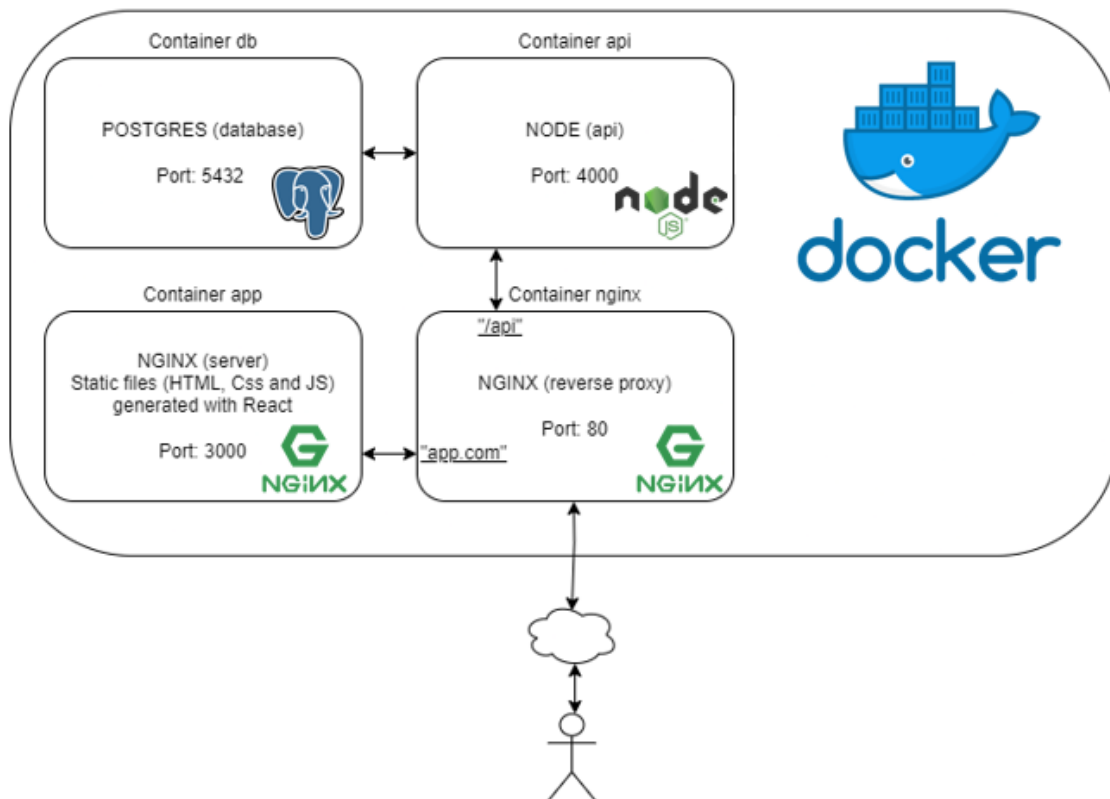 Container db
POSTGRES (database)
Port: 5432
Container api
NODE (api)
Port: 4000
node
JS
docker
Container app
NGINX (server)
Static files (HTML, Css and JS)
generated with React
Port: 3000
G
NGiNX
Container nginx
"/api"
NGINX (reverse proxy)
Port: 80
"app.com"
G
NGiNX